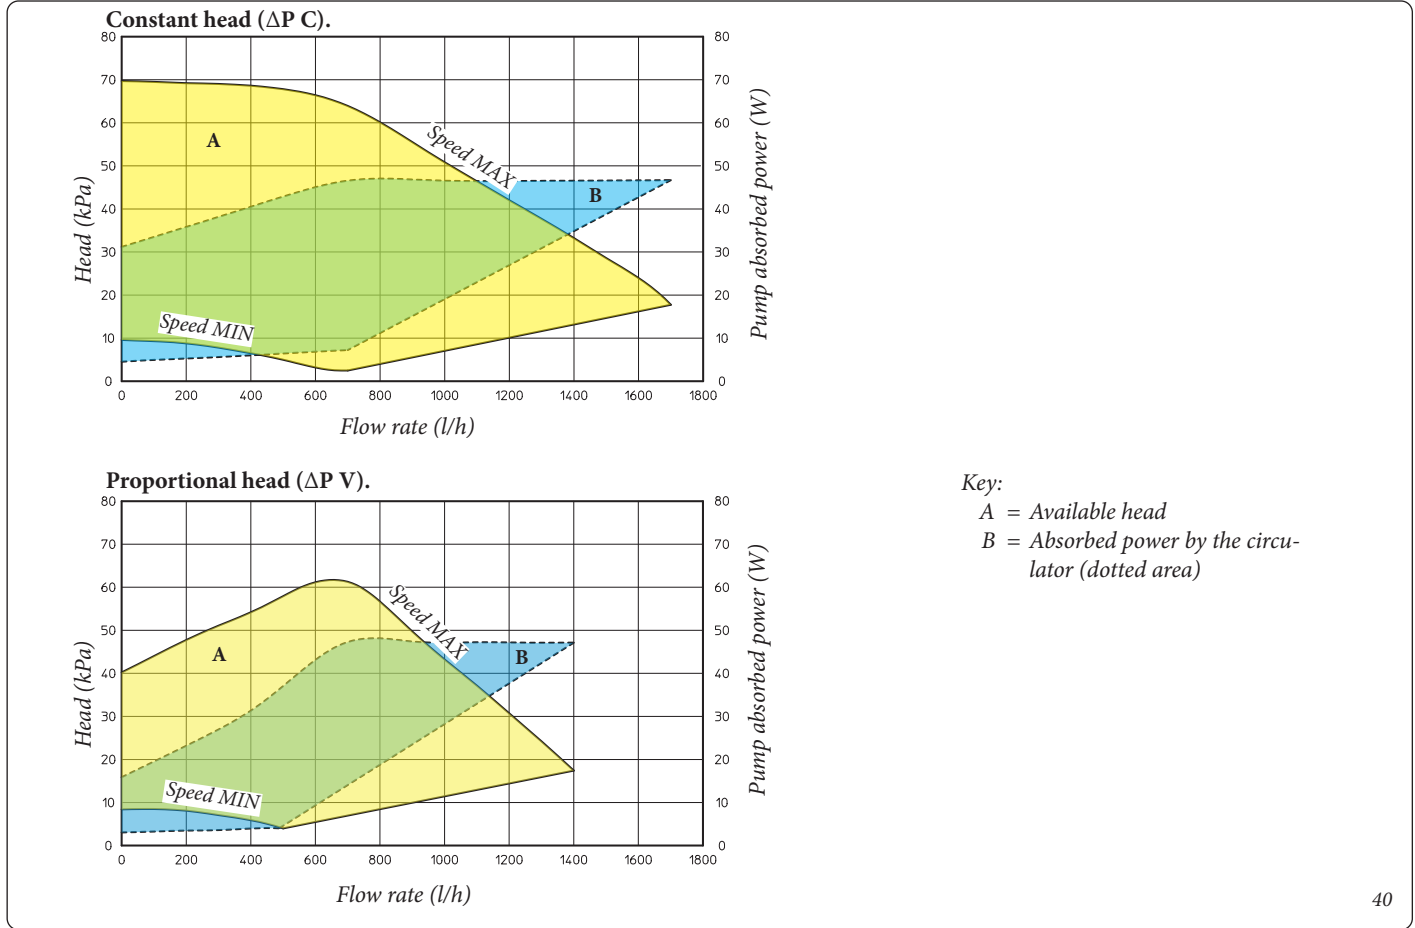 Constant head (ΔP C).
80
70
60
50
40
30
20
10
0
80
70
60
50
40
30
20
10
0
0 200 400 600 800 1000 1200 1400 1600 1800
Head (kPa)
Pump absorbed power (W)
A
B
Speed MAX
Speed MIN
Flow rate (l/h)
Proportional head (ΔP V).
80
70
60
50
40
30
20
10
0
80
70
60
50
40
30
20
10
0
0 200 400 600 800 1000 1200 1400 1600 1800
Head (kPa)
Pump absorbed power (W)
A
B
Speed MAX
Speed MIN
Flow rate (l/h)
Key:
A = Available head
B = Absorbed power by the circu-
lator (dotted area)
40